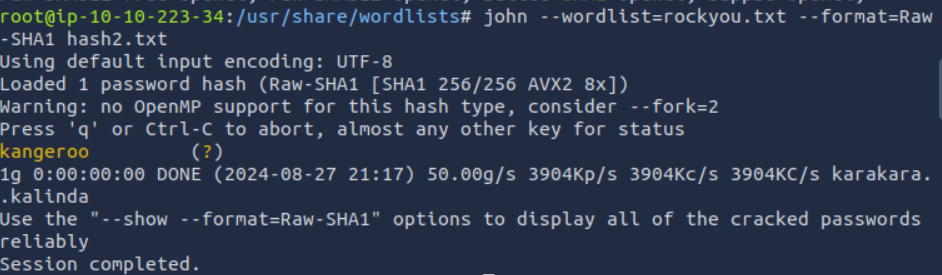 root@ip-10-10-223-34:/usr/share/wordlists# john --wordlist=rockyou.txt --format=Raw
-SHA1 hash2.txt
Using default input encoding: UTF-8
Loaded 1 password hash (Raw-SHA1 [SHA1 256/256 AVX2 8x])
Warning: no OpenMP support for this hash type, consider --fork=2
Press 'q' or Ctrl-C to abort, almost any other key for status
kangeroo         (?)
1g 0:00:00:00 DONE (2024-08-27 21:17) 50.00g/s 3904Kp/s 3904Kc/s 3904KC/s karakara.
.kalinda
Use the "--show --format=Raw-SHA1" options to display all of the cracked passwords
reliably
Session completed.